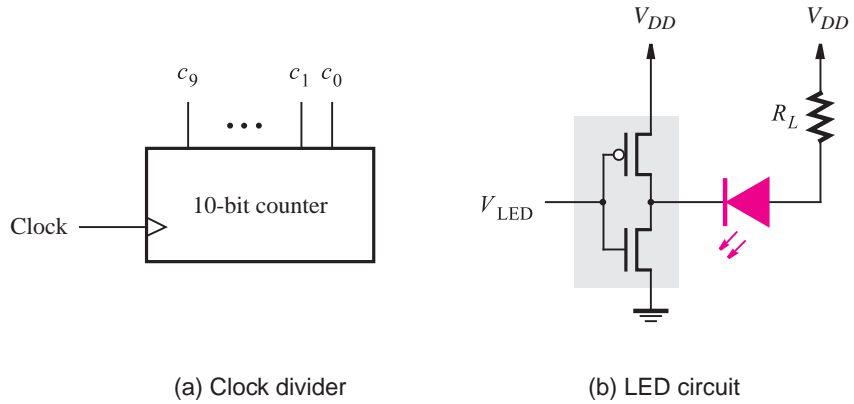 c9 c1 c0
10-bit counter
Clock
(a) Clock divider
VDD VDD
RL
VLED
(b) LED circuit